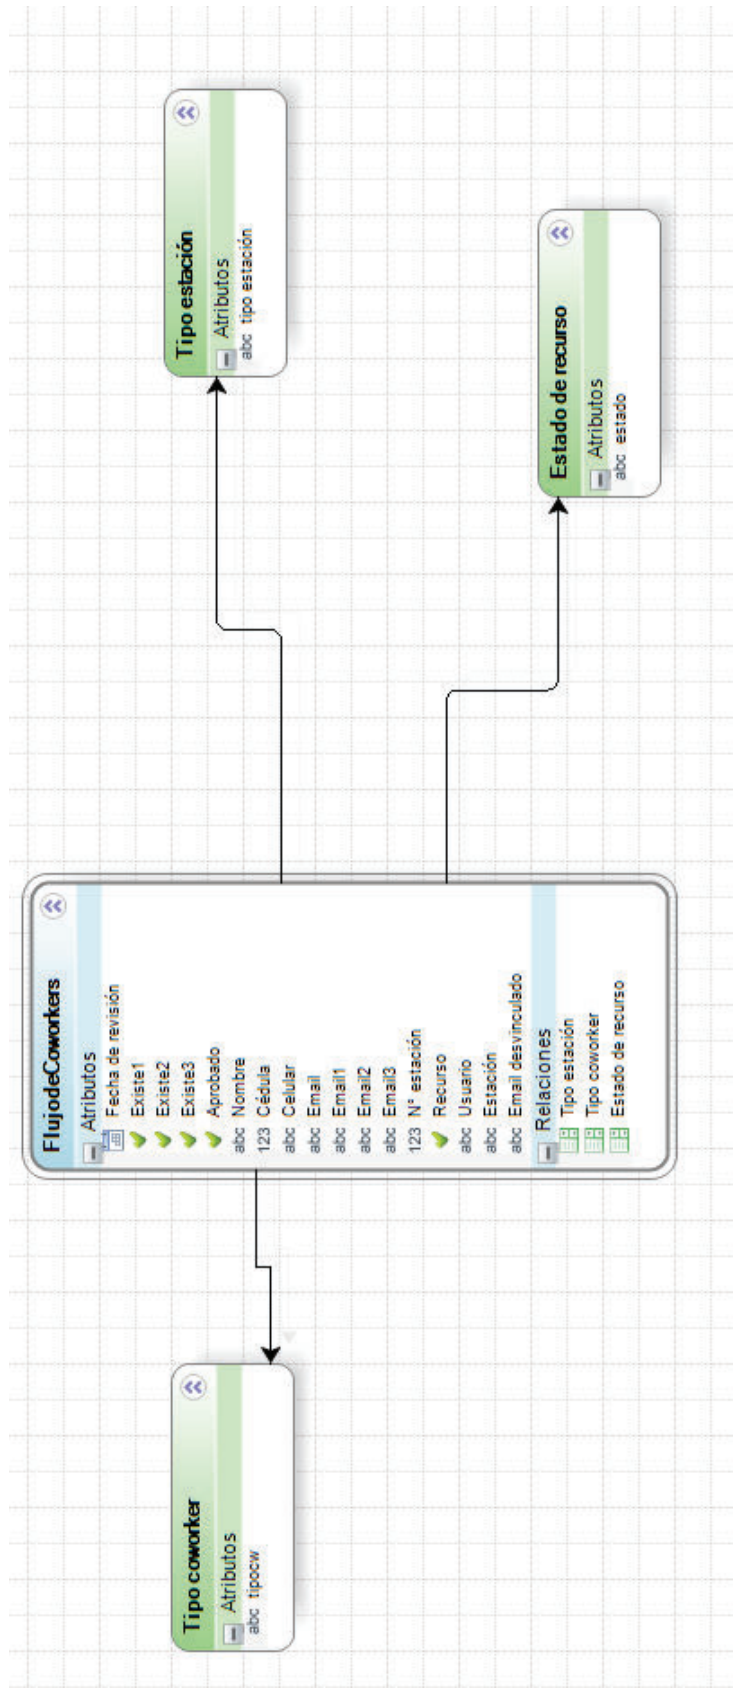 Tipo coworker
Atributos
abc tipocw
FlujodeCoworkers
Atributos
Fecha de revisión
Existe1
Existe2
Existe3
Aprobado
abc Nombre
123 Cédula
abc Celular
abc Email
abc Email1
abc Email2
abc Email3
123 N° estación
Recurso
abc Usuario
abc Estación
abc Email desvinculado
Relaciones
Tipo estación
Tipo coworker
Estado de recurso
Tipo estación
Atributos
abc tipo estación
Estado de recurso
Atributos
abc estado